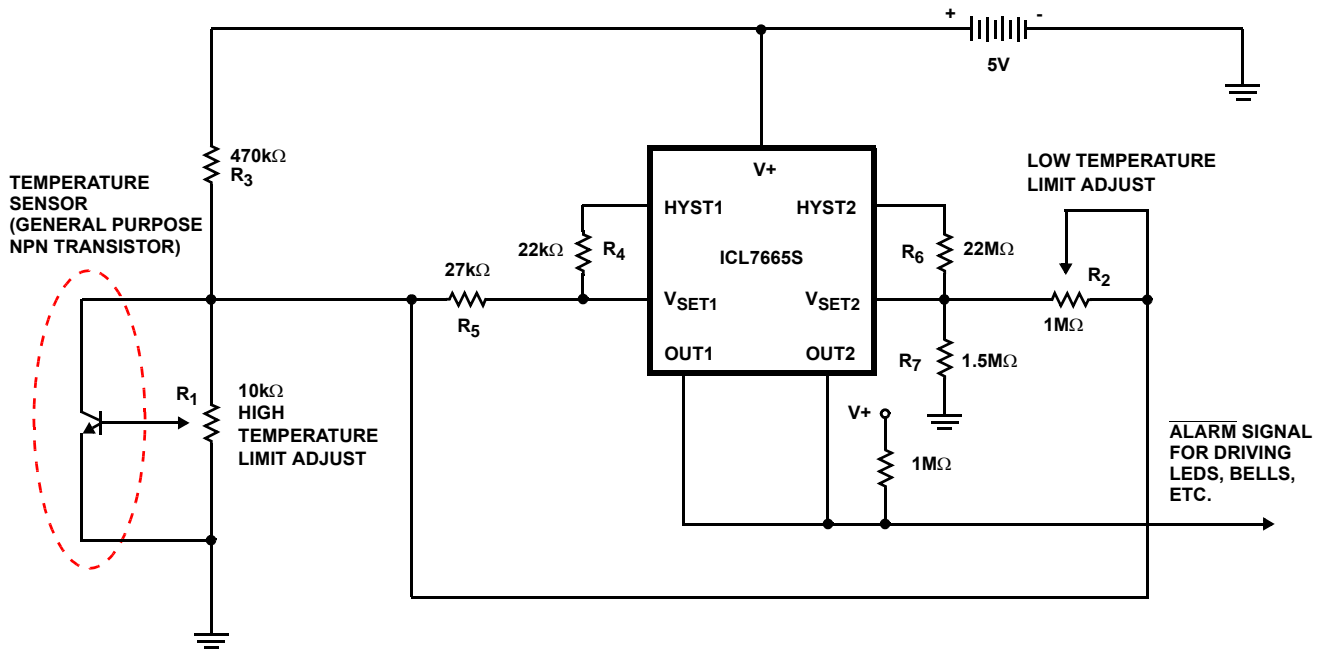 + -
5V
470kΩ
R3
TEMPERATURE
SENSOR
(GENERAL PURPOSE
NPN TRANSISTOR)
V+
LOW TEMPERATURE
LIMIT ADJUST
HYST1
HYST2
22kΩ
R4
ICL7665S
R6
22MΩ
27kΩ
R5
VSET1
VSET2
R2
1MΩ
OUT1
OUT2
R7
1.5MΩ
R1
10kΩ
HIGH
TEMPERATURE
LIMIT ADJUST
V+
1MΩ
ALARM SIGNAL
FOR DRIVING
LEDS, BELLS,
ETC.